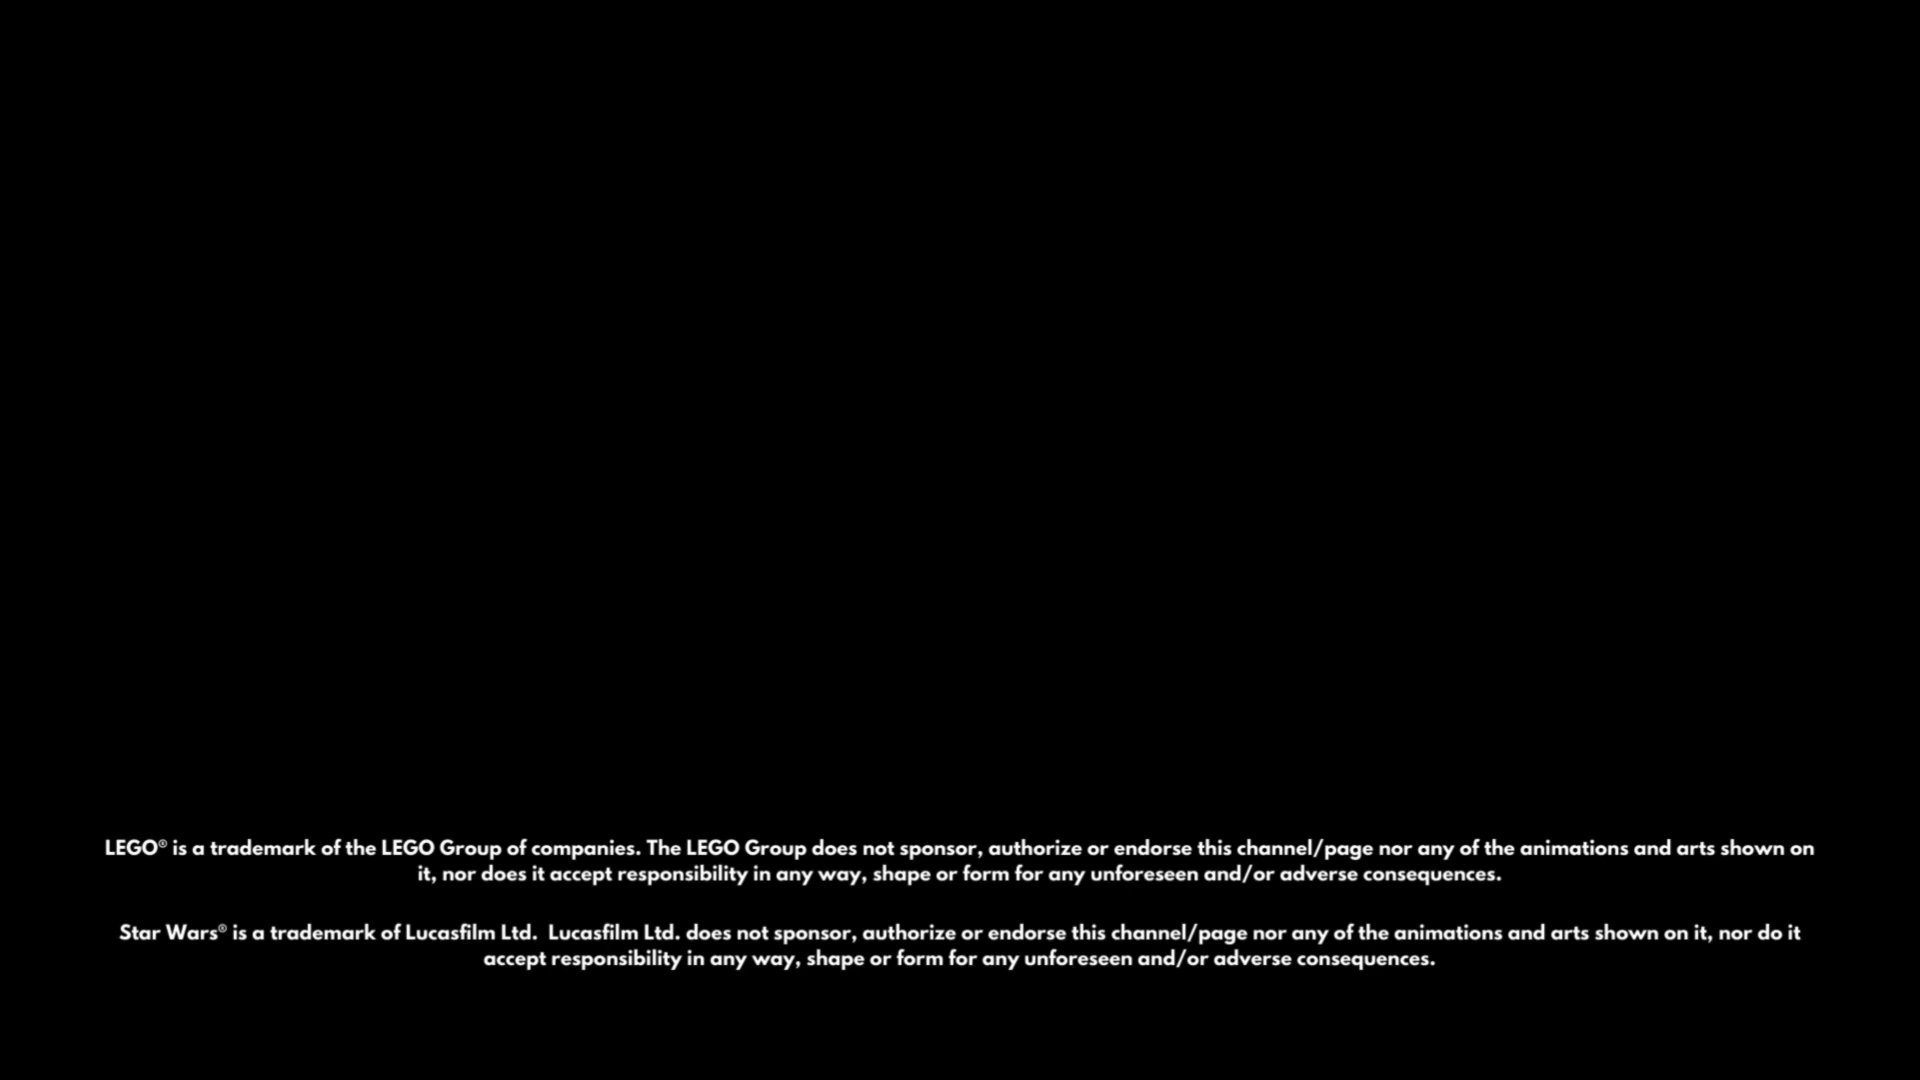 LEGO® is a trademark of the LEGO Group of companies. The LEGO Group does not sponsor, authorize or endorse this channel/page nor any of the animations and arts shown on
it, nor does it accept responsibility in any way, shape or form for any unforeseen and/or adverse consequences.
Star Wars® is a trademark of Lucasfilm Ltd.  Lucasfilm Ltd. does not sponsor, authorize or endorse this channel/page nor any of the animations and arts shown on it, nor do it
accept responsibility in any way, shape or form for any unforeseen and/or adverse consequences.